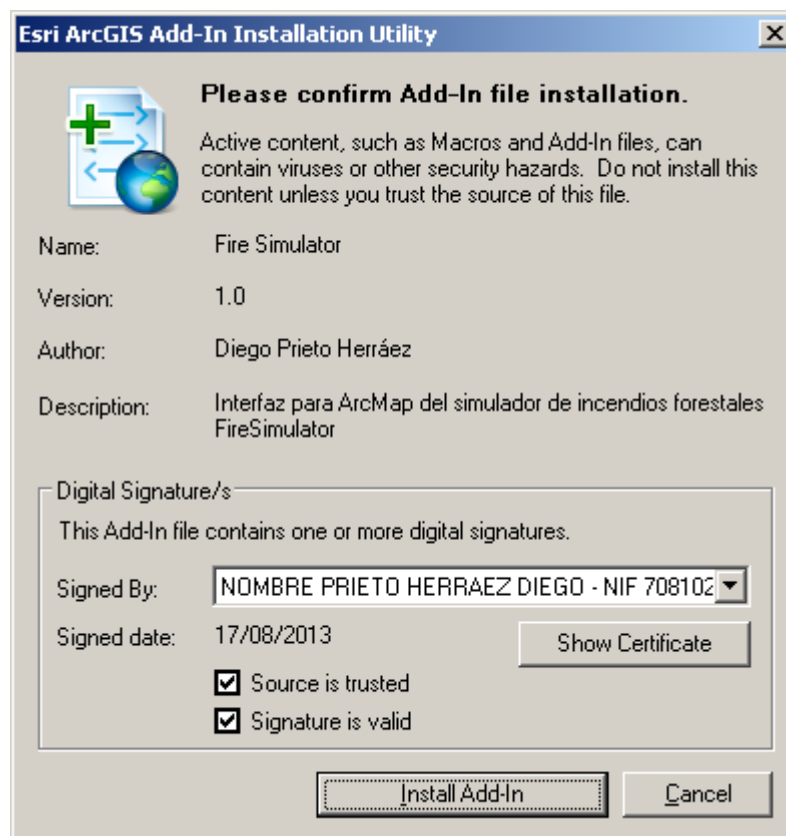 Esri ArcGIS Add-In Installation Utility
Please confirm Add-In file installation.
Active content, such as Macros and Add-In files, can
contain viruses or other security hazards. Do not install this
content unless you trust the source of this file.
Name: Fire Simulator
Version: 1.0
Author: Diego Prieto Herráez
Description: Interfaz para ArcMap del simulador de incendios forestales
FireSimulator
Digital Signature/s
This Add-In file contains one or more digital signatures.
Signed By: NOMBRE PRIETO HERRAEZ DIEGO - NIF 708102
Signed date: 17/08/2013
Show Certificate
Source is trusted
Signature is valid
Install Add-In Cancel